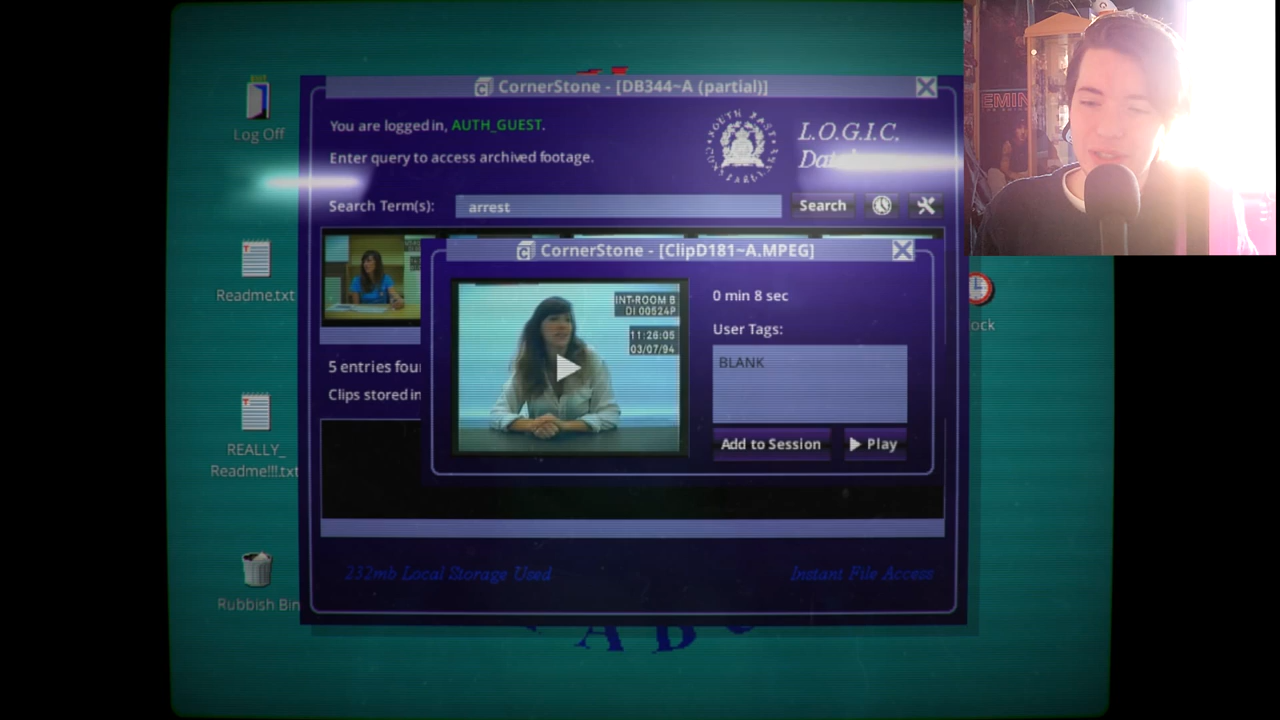 CornerStone - [DB344~A (partial)]
Log Off
You are logged in, AUTH_GUEST.
Enter query to access archived footage.
SOUTH EAST CONSTABULARY
L.O.G.I.C.
Search Term(s):
arrest
Search
CornerStone - [ClipD181~A.MPEG]
INT-ROOM B
DI 00524P
11:26:05
03/07/94
0 min 8 sec
User Tags:
BLANK
Readme.txt
5 entries
Clips stored in
Add to Session
Play
REALLY_
Readme!!!.txt
232mb Local Storage Used
Instant File Access
Rubbish Bin